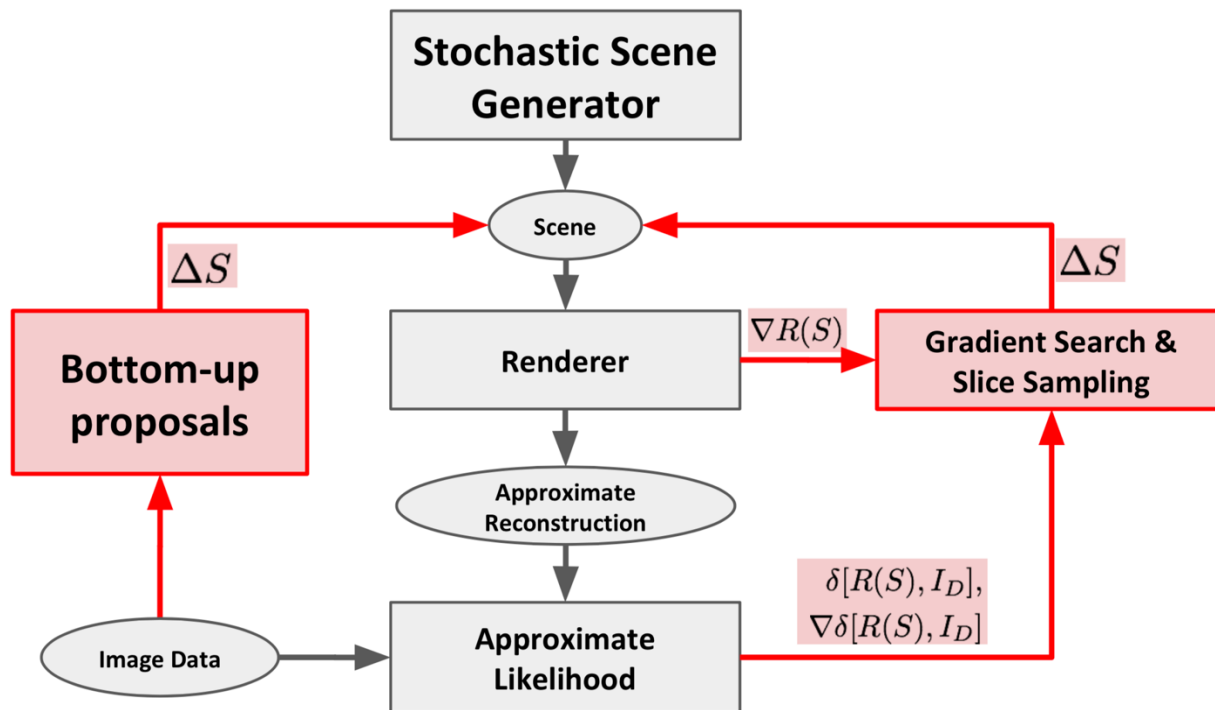 Stochastic Scene
Generator
Scene
ΔS
ΔS
Bottom-up
proposals
Renderer
∇R(S)
Gradient Search &
Slice Sampling
Approximate
Reconstruction
δ[R(S), I_D],
∇δ[R(S), I_D]
Image Data
Approximate
Likelihood